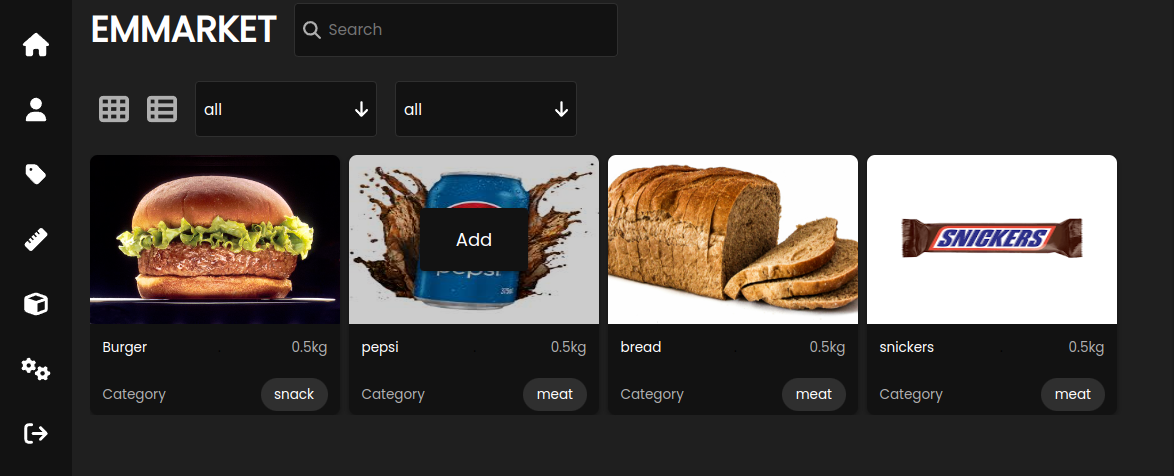 EMMARKET
Search
all
all
Add
pepsi
SNICKERS
Burger
0.5kg
pepsi
0.5kg
bread
0.5kg
snickers
0.5kg
Category
snack
Category
meat
Category
meat
Category
meat